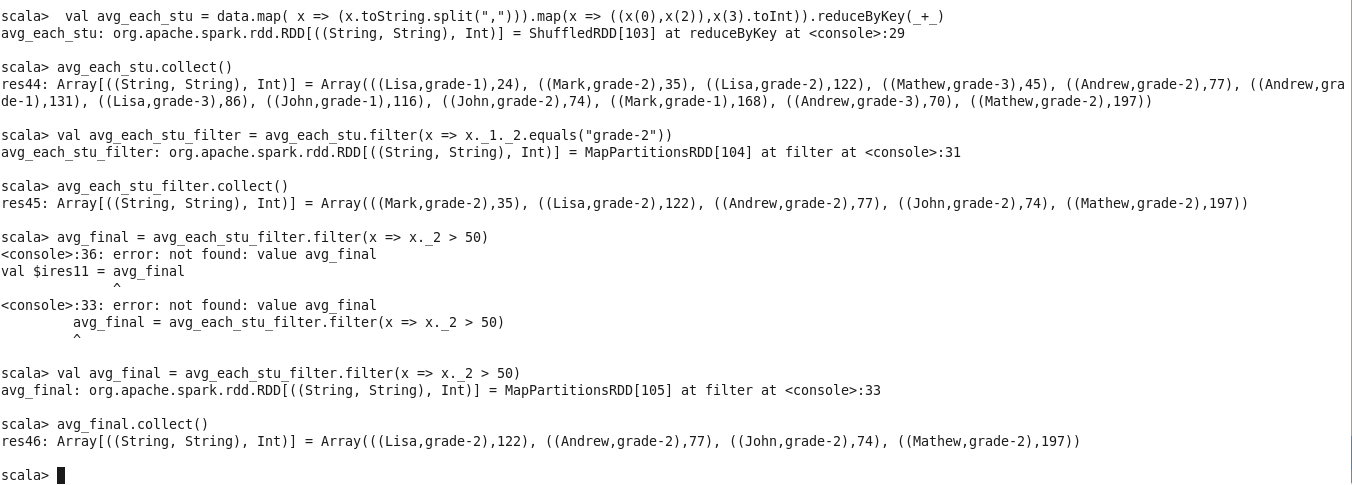 scala>  val avg_each_stu = data.map( x => (x.toString.split(","))).map(x => ((x(0),x(2)),x(3).toInt)).reduceByKey(_+_)
avg_each_stu: org.apache.spark.rdd.RDD[((String, String), Int)] = ShuffledRDD[103] at reduceByKey at <console>:29
scala> avg_each_stu.collect()
res44: Array[((String, String), Int)] = Array(((Lisa,grade-1),24), ((Mark,grade-2),35), ((Lisa,grade-2),122), ((Mathew,grade-3),45), ((Andrew,grade-2),77), ((Andrew,gra
de-1),131), ((Lisa,grade-3),86), ((John,grade-1),116), ((John,grade-2),74), ((Mark,grade-1),168), ((Andrew,grade-3),70), ((Mathew,grade-2),197))
scala> val avg_each_stu_filter = avg_each_stu.filter(x => x._1._2.equals("grade-2"))
avg_each_stu_filter: org.apache.spark.rdd.RDD[((String, String), Int)] = MapPartitionsRDD[104] at filter at <console>:31
scala> avg_each_stu_filter.collect()
res45: Array[((String, String), Int)] = Array(((Mark,grade-2),35), ((Lisa,grade-2),122), ((Andrew,grade-2),77), ((John,grade-2),74), ((Mathew,grade-2),197))
scala> avg_final = avg_each_stu_filter.filter(x => x._2 > 50)
<console>:36: error: not found: value avg_final
val $ires11 = avg_final
              ^
<console>:33: error: not found: value avg_final
         avg_final = avg_each_stu_filter.filter(x => x._2 > 50)
         ^
scala> val avg_final = avg_each_stu_filter.filter(x => x._2 > 50)
avg_final: org.apache.spark.rdd.RDD[((String, String), Int)] = MapPartitionsRDD[105] at filter at <console>:33
scala> avg_final.collect()
res46: Array[((String, String), Int)] = Array(((Lisa,grade-2),122), ((Andrew,grade-2),77), ((John,grade-2),74), ((Mathew,grade-2),197))
scala>